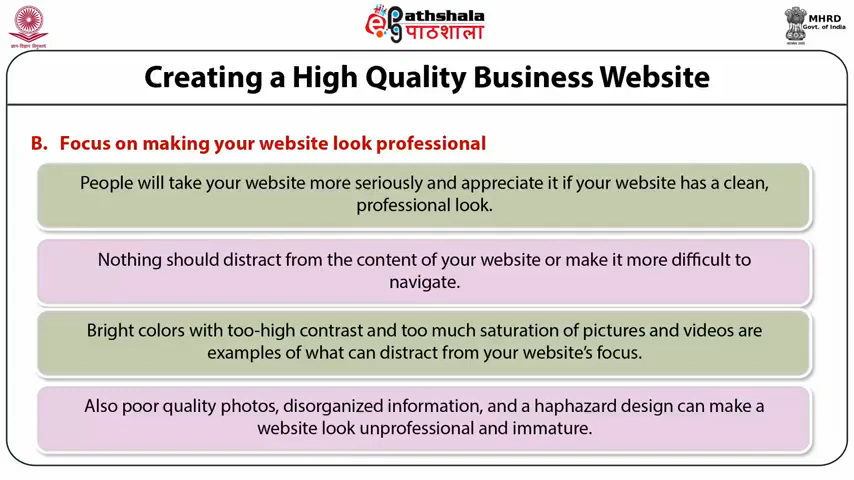 ePathshala
पाठशाला
MHRD
Govt. of India
Creating a High Quality Business Website
B. Focus on making your website look professional
People will take your website more seriously and appreciate it if your website has a clean,
professional look.
Nothing should distract from the content of your website or make it more difficult to
navigate.
Bright colors with too-high contrast and too much saturation of pictures and videos are
examples of what can distract from your website's focus.
Also poor quality photos, disorganized information, and a haphazard design can make a
website look unprofessional and immature.